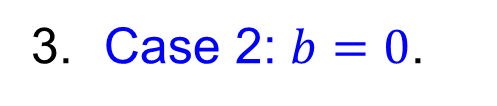 3. Case 2: b = 0.